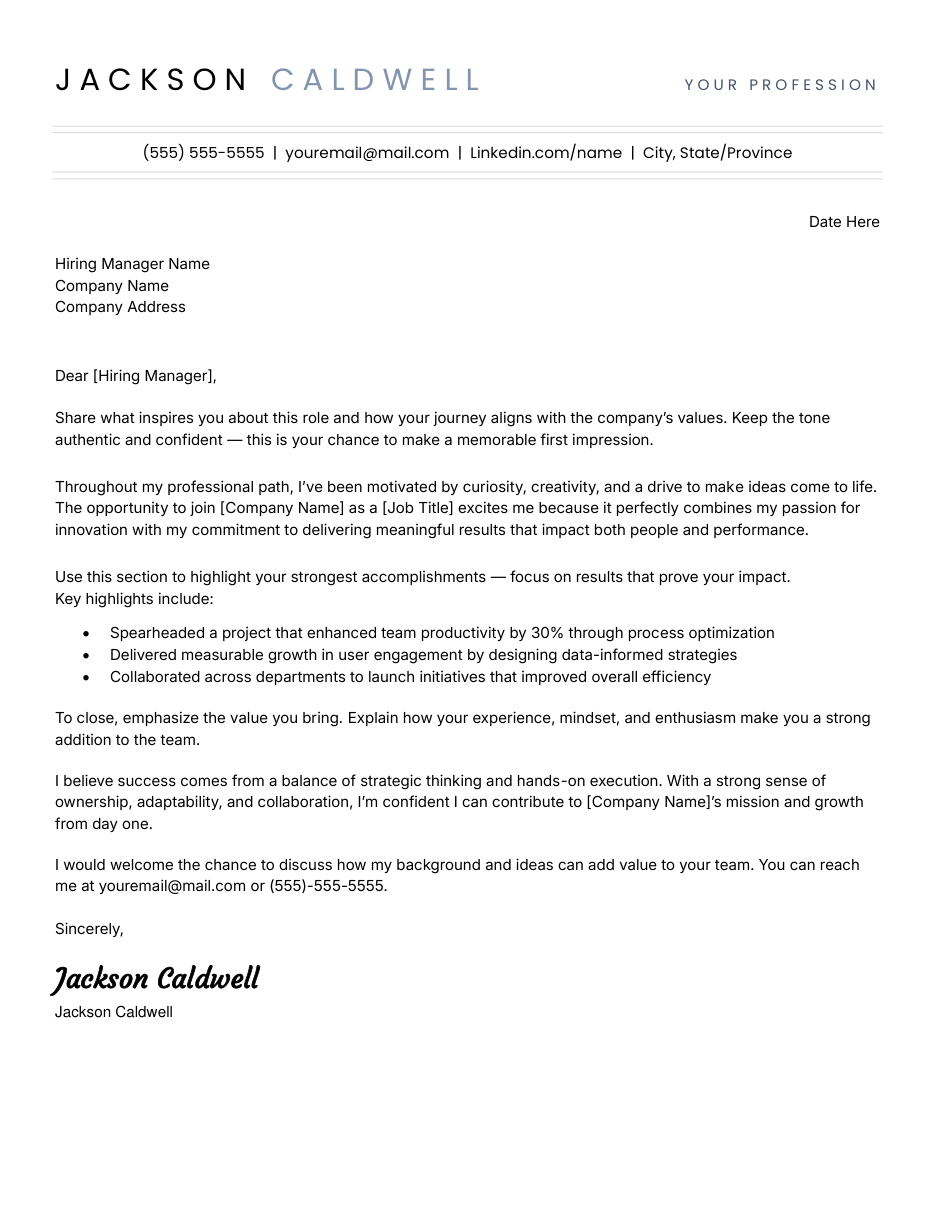 JACKSON CALDWELL
YOUR PROFESSION
(555) 555-5555 | youremail@mail.com | Linkedin.com/name | City, State/Province
Date Here
Hiring Manager Name
Company Name
Company Address
Dear [Hiring Manager],
Share what inspires you about this role and how your journey aligns with the company’s values. Keep the tone
authentic and confident — this is your chance to make a memorable first impression.
Throughout my professional path, I’ve been motivated by curiosity, creativity, and a drive to make ideas come to life.
The opportunity to join [Company Name] as a [Job Title] excites me because it perfectly combines my passion for
innovation with my commitment to delivering meaningful results that impact both people and performance.
Use this section to highlight your strongest accomplishments — focus on results that prove your impact.
Key highlights include:
• Spearheaded a project that enhanced team productivity by 30% through process optimization
• Delivered measurable growth in user engagement by designing data-informed strategies
• Collaborated across departments to launch initiatives that improved overall efficiency
To close, emphasize the value you bring. Explain how your experience, mindset, and enthusiasm make you a strong
addition to the team.
I believe success comes from a balance of strategic thinking and hands-on execution. With a strong sense of
ownership, adaptability, and collaboration, I’m confident I can contribute to [Company Name]’s mission and growth
from day one.
I would welcome the chance to discuss how my background and ideas can add value to your team. You can reach
me at youremail@mail.com or (555)-555-5555.
Sincerely,
Jackson Caldwell
Jackson Caldwell